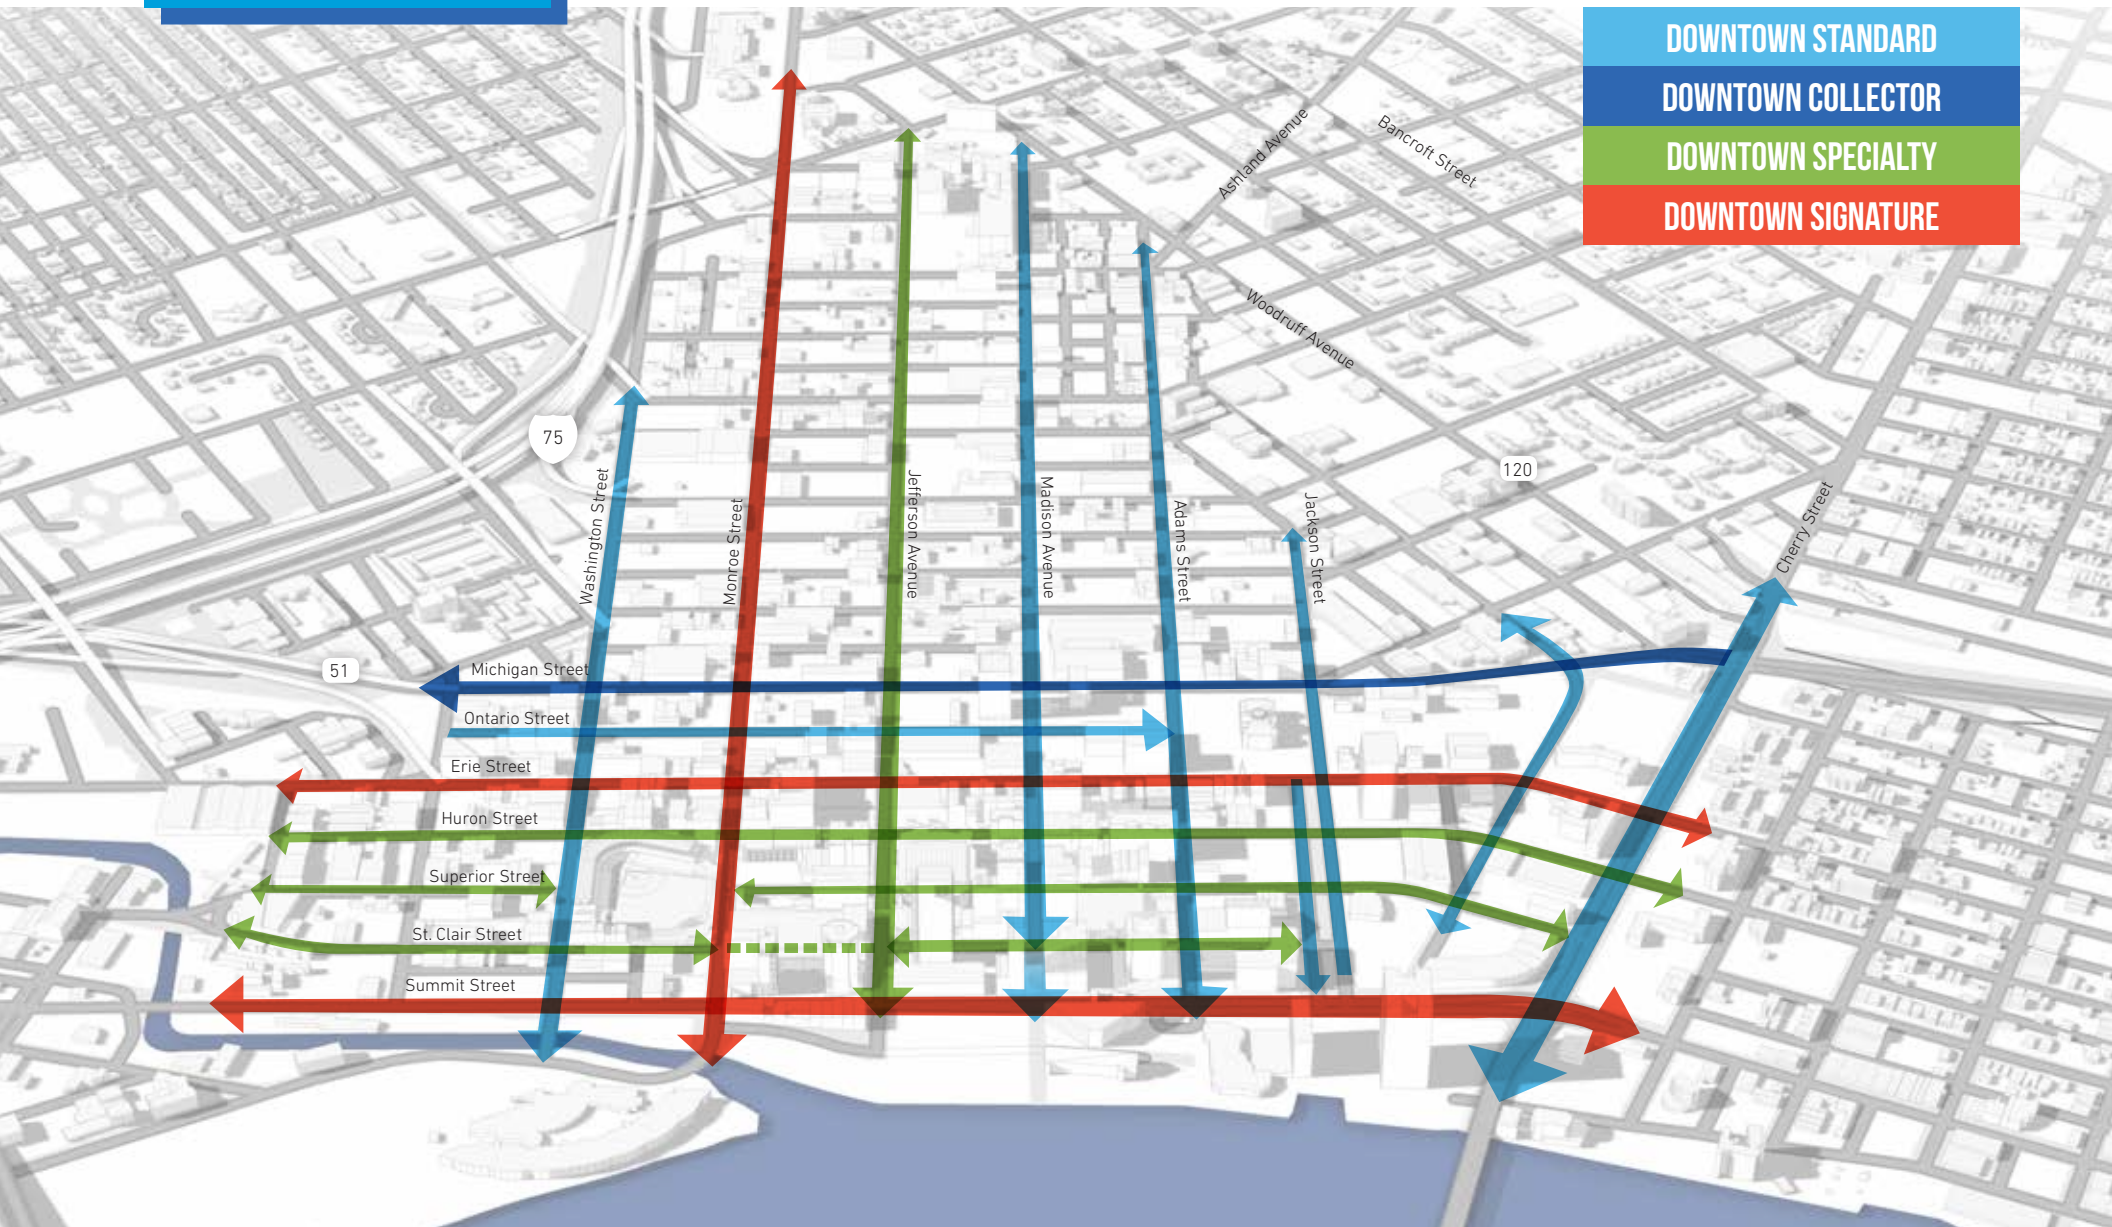 DOWNTOWN STANDARD
DOWNTOWN COLLECTOR
DOWNTOWN SPECIALTY
DOWNTOWN SIGNATURE
Ashland Avenue
Bancroft Street
Woodruff Avenue
75
120
Washington Street
Monroe Street
Jefferson Avenue
Madison Avenue
Adams Street
Jackson Street
Cherry Street
51
Michigan Street
Ontario Street
Erie Street
Huron Street
Superior Street
St. Clair Street
Summit Street